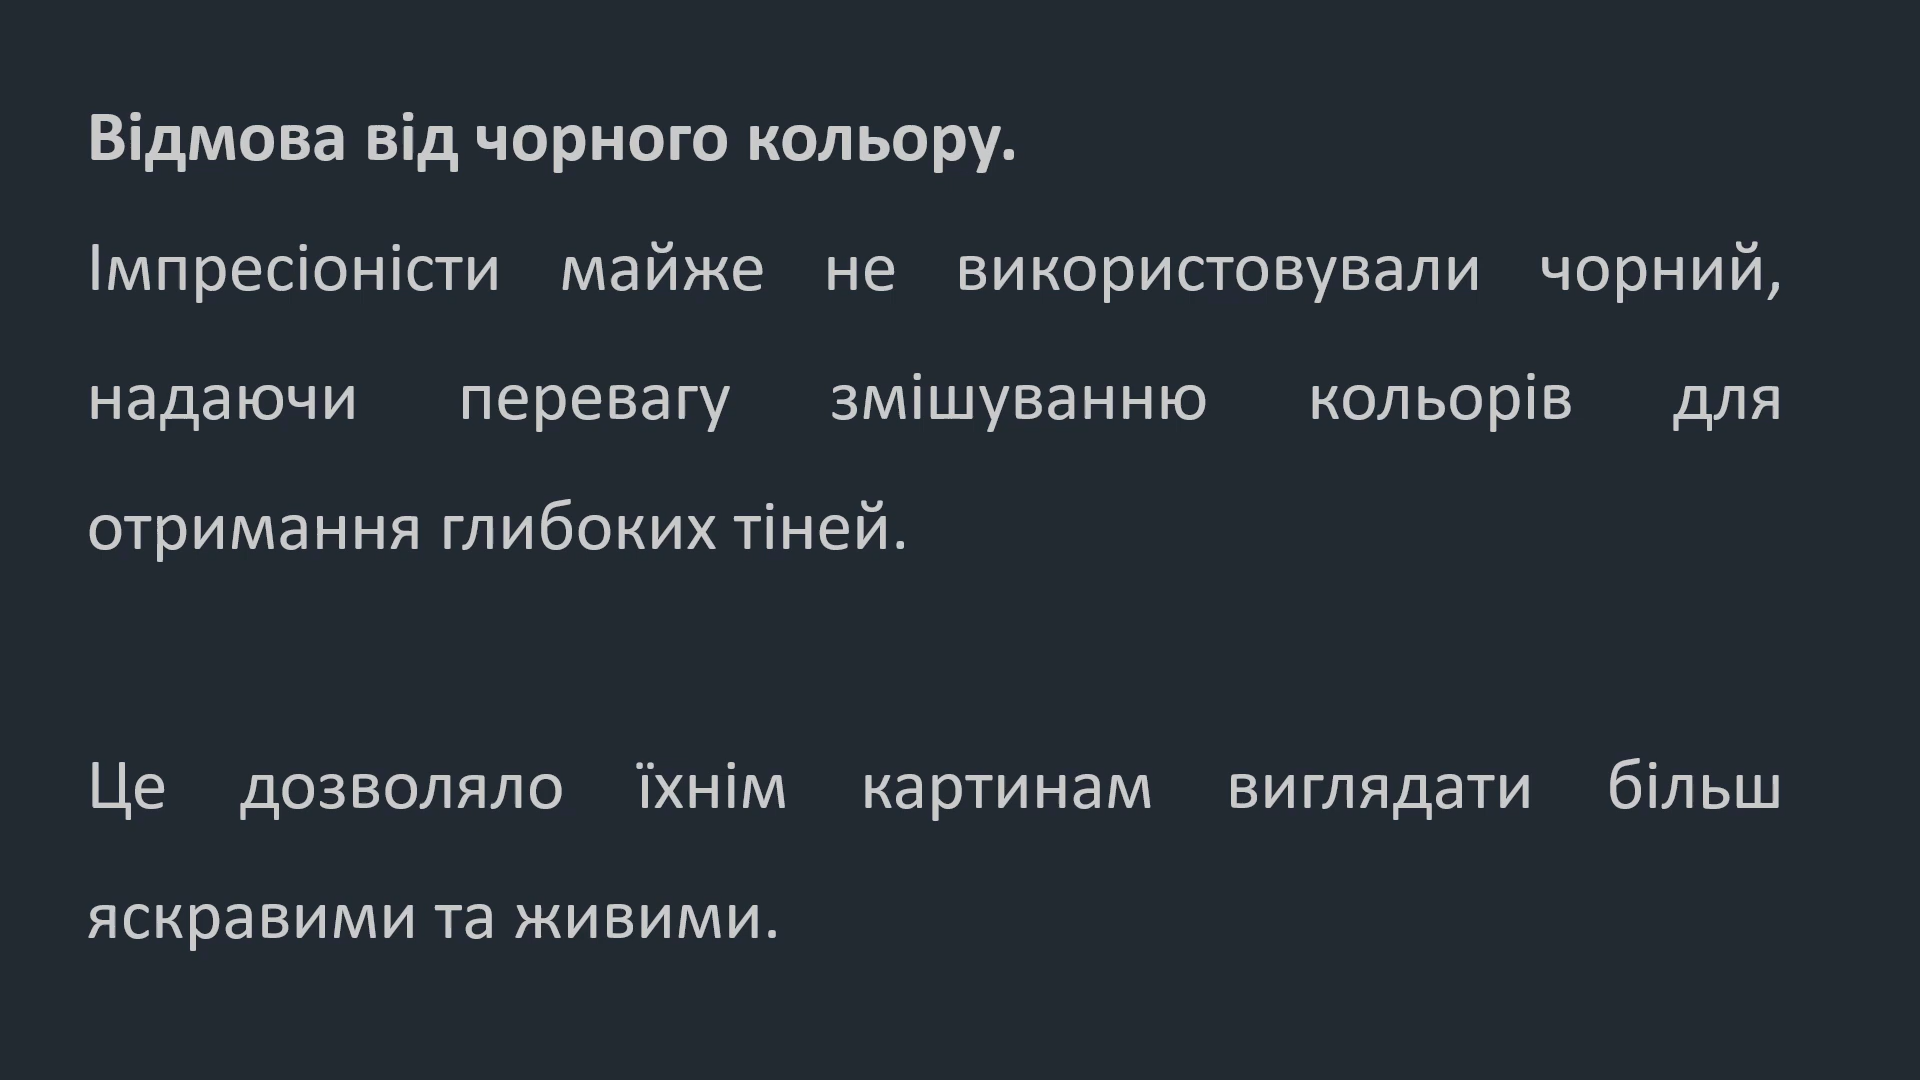 Відмова від чорного кольору.
Імпресіоністи майже не використовували чорний,
надаючи перевагу змішуванню кольорів для
отримання глибоких тіней.
Це дозволяло їхнім картинам виглядати більш
яскравими та живими.